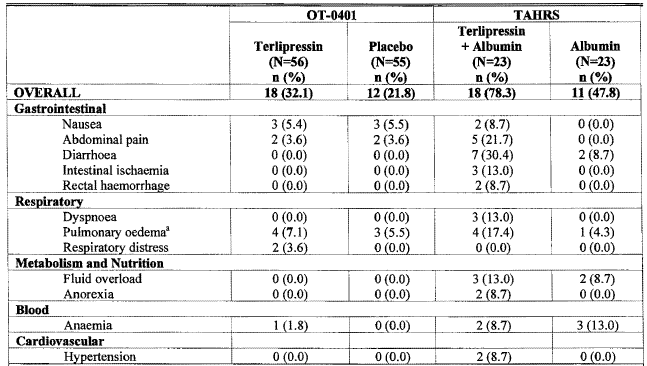 OT-0401 TAHRS
Terlipressin (N=56) n (%) Placebo (N=55) n (%) Terlipressin + Albumin (N=23) n (%) Albumin (N=23) n (%)
OVERALL 18 (32.1) 12 (21.8) 18 (78.3) 11 (47.8)
Gastrointestinal
Nausea 3 (5.4) 3 (5.5) 2 (8.7) 0 (0.0)
Abdominal pain 2 (3.6) 2 (3.6) 5 (21.7) 0 (0.0)
Diarrhoea 0 (0.0) 0 (0.0) 7 (30.4) 2 (8.7)
Intestinal ischaemia 0 (0.0) 0 (0.0) 3 (13.0) 0 (0.0)
Rectal haemorrhage 0 (0.0) 0 (0.0) 2 (8.7) 0 (0.0)
Respiratory
Dyspnoea 0 (0.0) 0 (0.0) 3 (13.0) 0 (0.0)
Pulmonary oedemaᵃ 4 (7.1) 3 (5.5) 4 (17.4) 1 (4.3)
Respiratory distress 2 (3.6) 0 (0.0) 0 (0.0) 0 (0.0)
Metabolism and Nutrition
Fluid overload 0 (0.0) 0 (0.0) 3 (13.0) 2 (8.7)
Anorexia 0 (0.0) 0 (0.0) 2 (8.7) 0 (0.0)
Blood
Anaemia 1 (1.8) 0 (0.0) 2 (8.7) 3 (13.0)
Cardiovascular
Hypertension 0 (0.0) 0 (0.0) 2 (8.7) 0 (0.0)